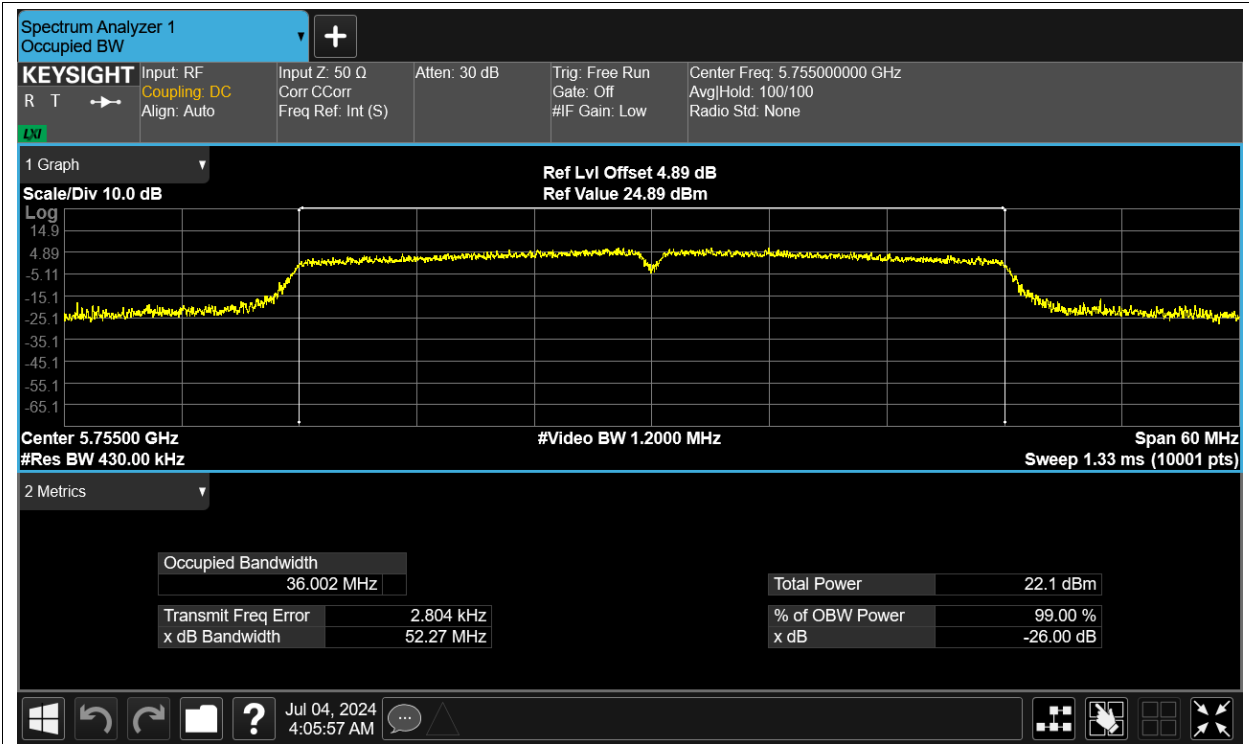 Spectrum Analyzer 1
Occupied BW
KEYSIGHT
R T
LXI
Input: RF
Coupling: DC
Align: Auto
Input Z: 50 Ω
Corr CCorr
Freq Ref: Int (S)
Atten: 30 dB
Trig: Free Run
Gate: Off
#IF Gain: Low
Center Freq: 5.755000000 GHz
Avg|Hold: 100/100
Radio Std: None
1 Graph
Scale/Div 10.0 dB
Ref Lvl Offset 4.89 dB
Ref Value 24.89 dBm
Log
14.9
4.89
-5.11
-15.1
-25.1
-35.1
-45.1
-55.1
-65.1
Center 5.75500 GHz
#Video BW 1.2000 MHz
Span 60 MHz
#Res BW 430.00 kHz
Sweep 1.33 ms (10001 pts)
2 Metrics
Occupied Bandwidth
36.002 MHz
Total Power 22.1 dBm
Transmit Freq Error 2.804 kHz
% of OBW Power 99.00 %
x dB Bandwidth 52.27 MHz
x dB -26.00 dB
?
Jul 04, 2024
4:05:57 AM